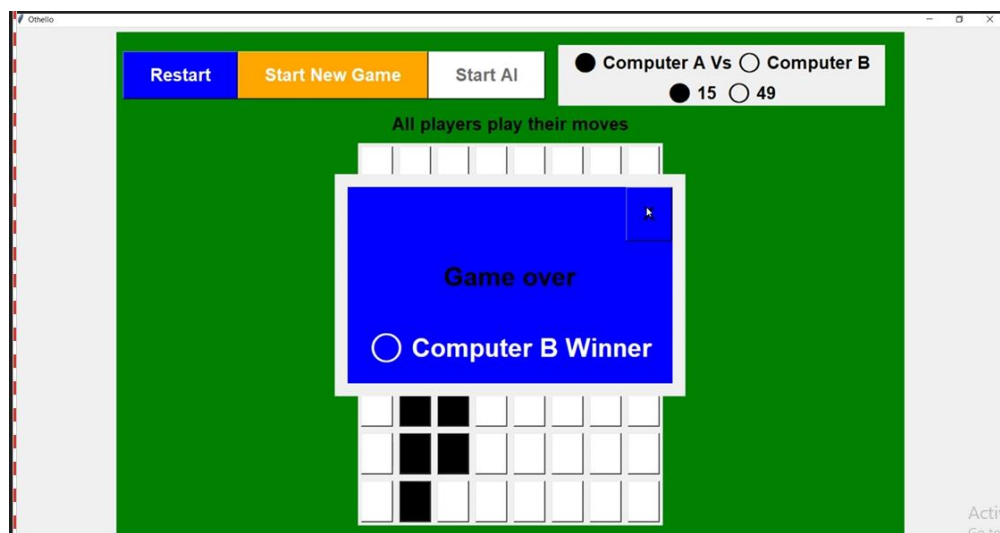 Othello
Restart
Start New Game
Start AI
Computer A Vs Computer B
15 49
All players play their moves
Game over
Computer B Winner